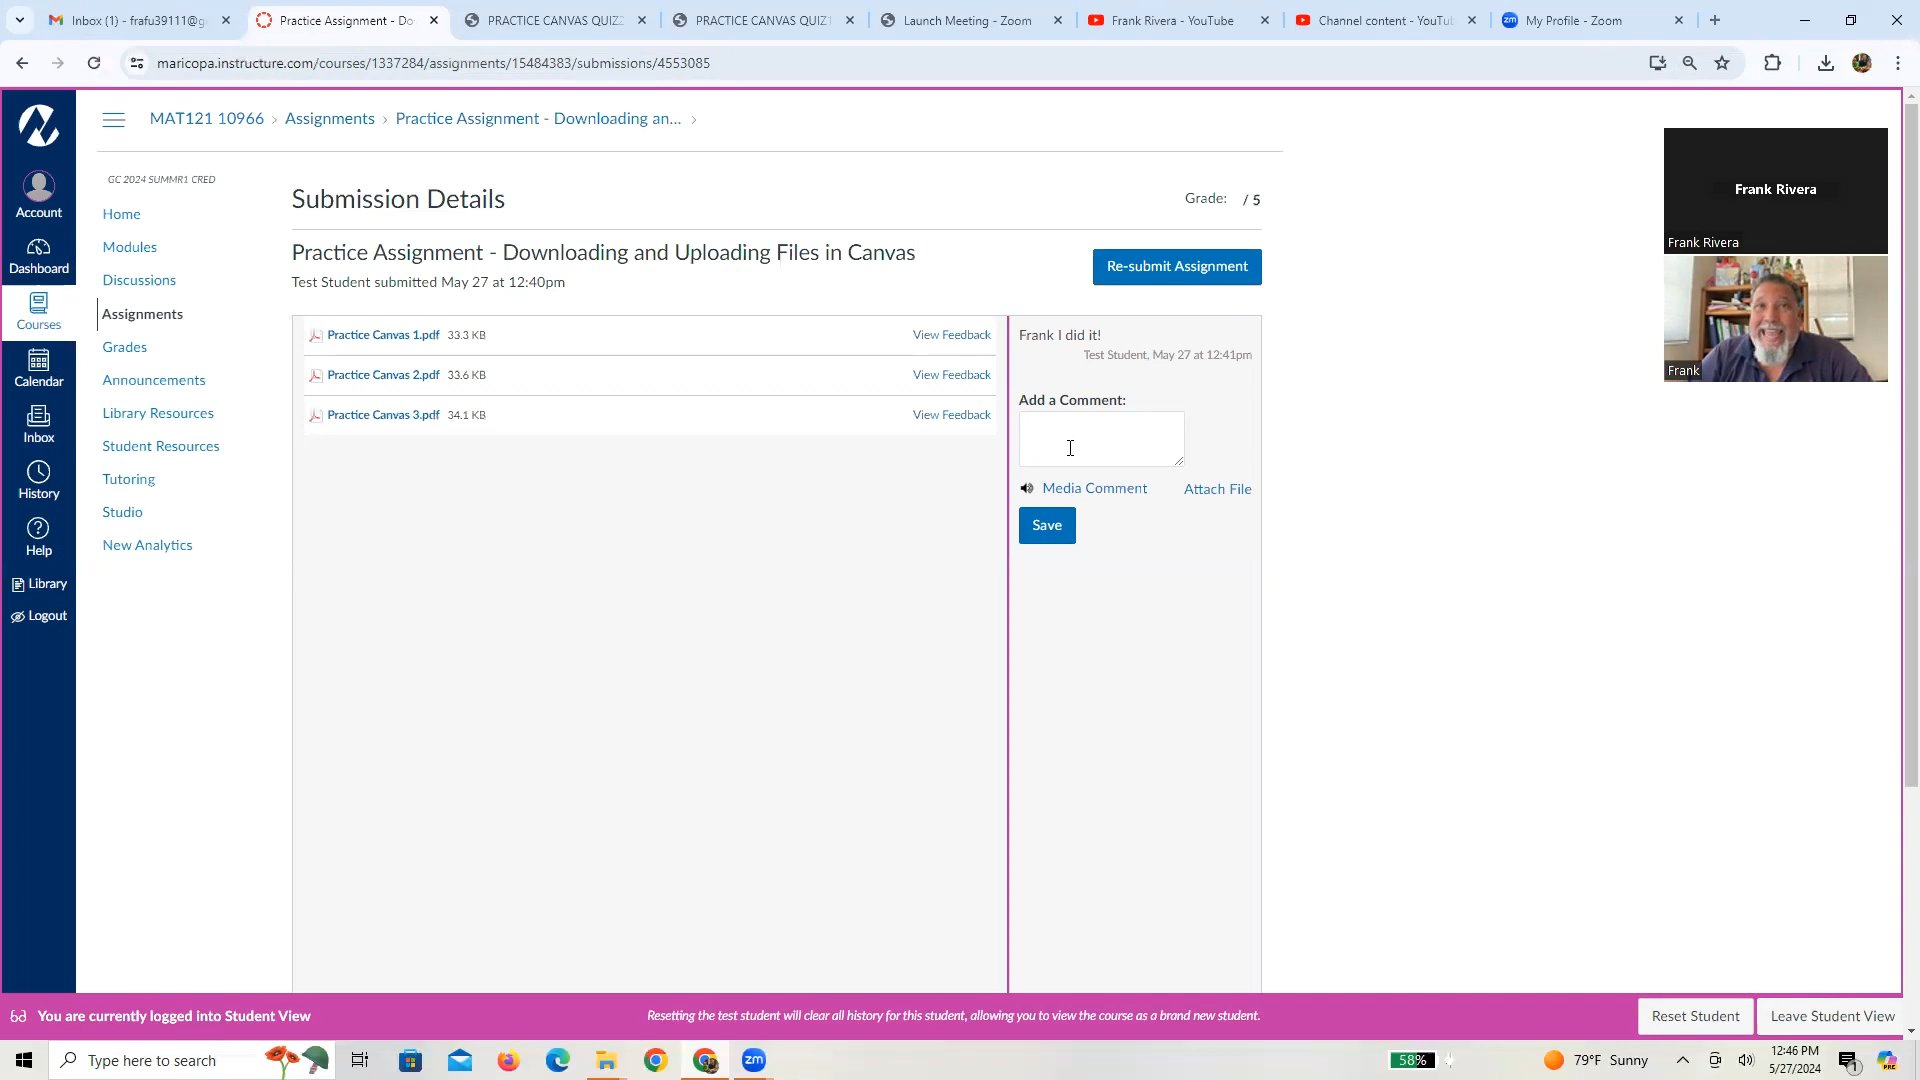 Inbox (1) - frafu39111@g
Practice Assignment - Do
PRACTICE CANVAS QUIZ
PRACTICE CANVAS QUIZ
Launch Meeting - Zoom
Frank Rivera - YouTube
Channel content - YouTu
zm My Profile - Zoom
maricopa.instructure.com/courses/1337284/assignments/15484383/submissions/4553085
MAT121 10966 › Assignments › Practice Assignment - Downloading an... ›
Account
Dashboard
Courses
Calendar
Inbox
History
Help
Library
Logout
GC 2024 SUMMR1 CRED
Home
Modules
Discussions
Assignments
Grades
Announcements
Library Resources
Student Resources
Tutoring
Studio
New Analytics
Submission Details
Grade: / 5
Practice Assignment - Downloading and Uploading Files in Canvas
Test Student submitted May 27 at 12:40pm
Re-submit Assignment
Practice Canvas 1.pdf 33.3 KB View Feedback
Practice Canvas 2.pdf 33.6 KB View Feedback
Practice Canvas 3.pdf 34.1 KB View Feedback
Frank I did it!
Test Student, May 27 at 12:41pm
Add a Comment:
Media Comment Attach File
Save
Frank Rivera
Frank Rivera
Frank
You are currently logged into Student View
Resetting the test student will clear all history for this student, allowing you to view the course as a brand new student.
Reset Student
Leave Student View
Type here to search
zm
58%
79°F Sunny
12:46 PM
5/27/2024
1
PRE